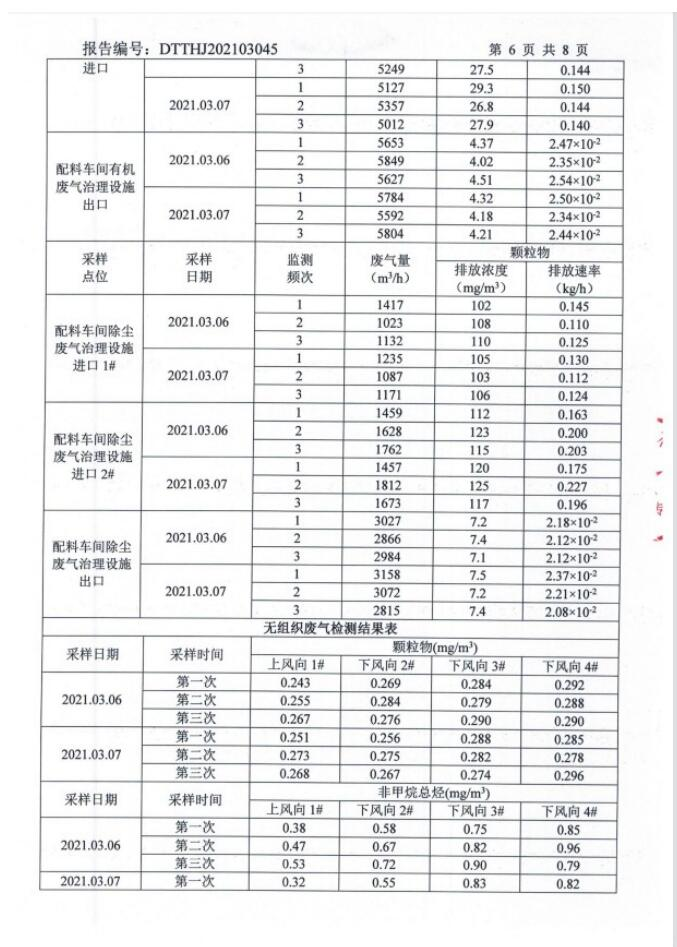 报告编号：DTTHJ202103045 第 6 页 共 8 页
进口 3 5249 27.5 0.144
2021.03.07 1 5127 29.3 0.150
2 5357 26.8 0.144
3 5012 27.9 0.140
配料车间有机废气治理设施出口 2021.03.06 1 5653 4.37 2.47×10-2
2 5849 4.02 2.35×10-2
3 5627 4.51 2.54×10-2
2021.03.07 1 5784 4.32 2.50×10-2
2 5592 4.18 2.34×10-2
3 5804 4.21 2.44×10-2
采样点位 采样日期 监测频次 废气量（m³/h） 颗粒物
排放浓度（mg/m³） 排放速率（kg/h）
配料车间除尘废气治理设施进口 1# 2021.03.06 1 1417 102 0.145
2 1023 108 0.110
3 1132 110 0.125
2021.03.07 1 1235 105 0.130
2 1087 103 0.112
3 1171 106 0.124
配料车间除尘废气治理设施进口 2# 2021.03.06 1 1459 112 0.163
2 1628 123 0.200
3 1762 115 0.203
2021.03.07 1 1457 120 0.175
2 1812 125 0.227
3 1673 117 0.196
配料车间除尘废气治理设施出口 2021.03.06 1 3027 7.2 2.18×10-2
2 2866 7.4 2.12×10-2
3 2984 7.1 2.12×10-2
2021.03.07 1 3158 7.5 2.37×10-2
2 3072 7.2 2.21×10-2
3 2815 7.4 2.08×10-2
无组织废气检测结果表
采样日期 采样时间 颗粒物(mg/m³)
上风向 1# 下风向 2# 下风向 3# 下风向 4#
2021.03.06 第一次 0.243 0.269 0.284 0.292
第二次 0.255 0.284 0.279 0.288
第三次 0.267 0.276 0.290 0.290
2021.03.07 第一次 0.251 0.256 0.288 0.285
第二次 0.273 0.275 0.282 0.278
第三次 0.268 0.267 0.274 0.296
采样日期 采样时间 非甲烷总烃(mg/m³)
上风向 1# 下风向 2# 下风向 3# 下风向 4#
2021.03.06 第一次 0.38 0.58 0.75 0.85
第二次 0.47 0.67 0.82 0.96
第三次 0.53 0.72 0.90 0.79
2021.03.07 第一次 0.32 0.55 0.83 0.82